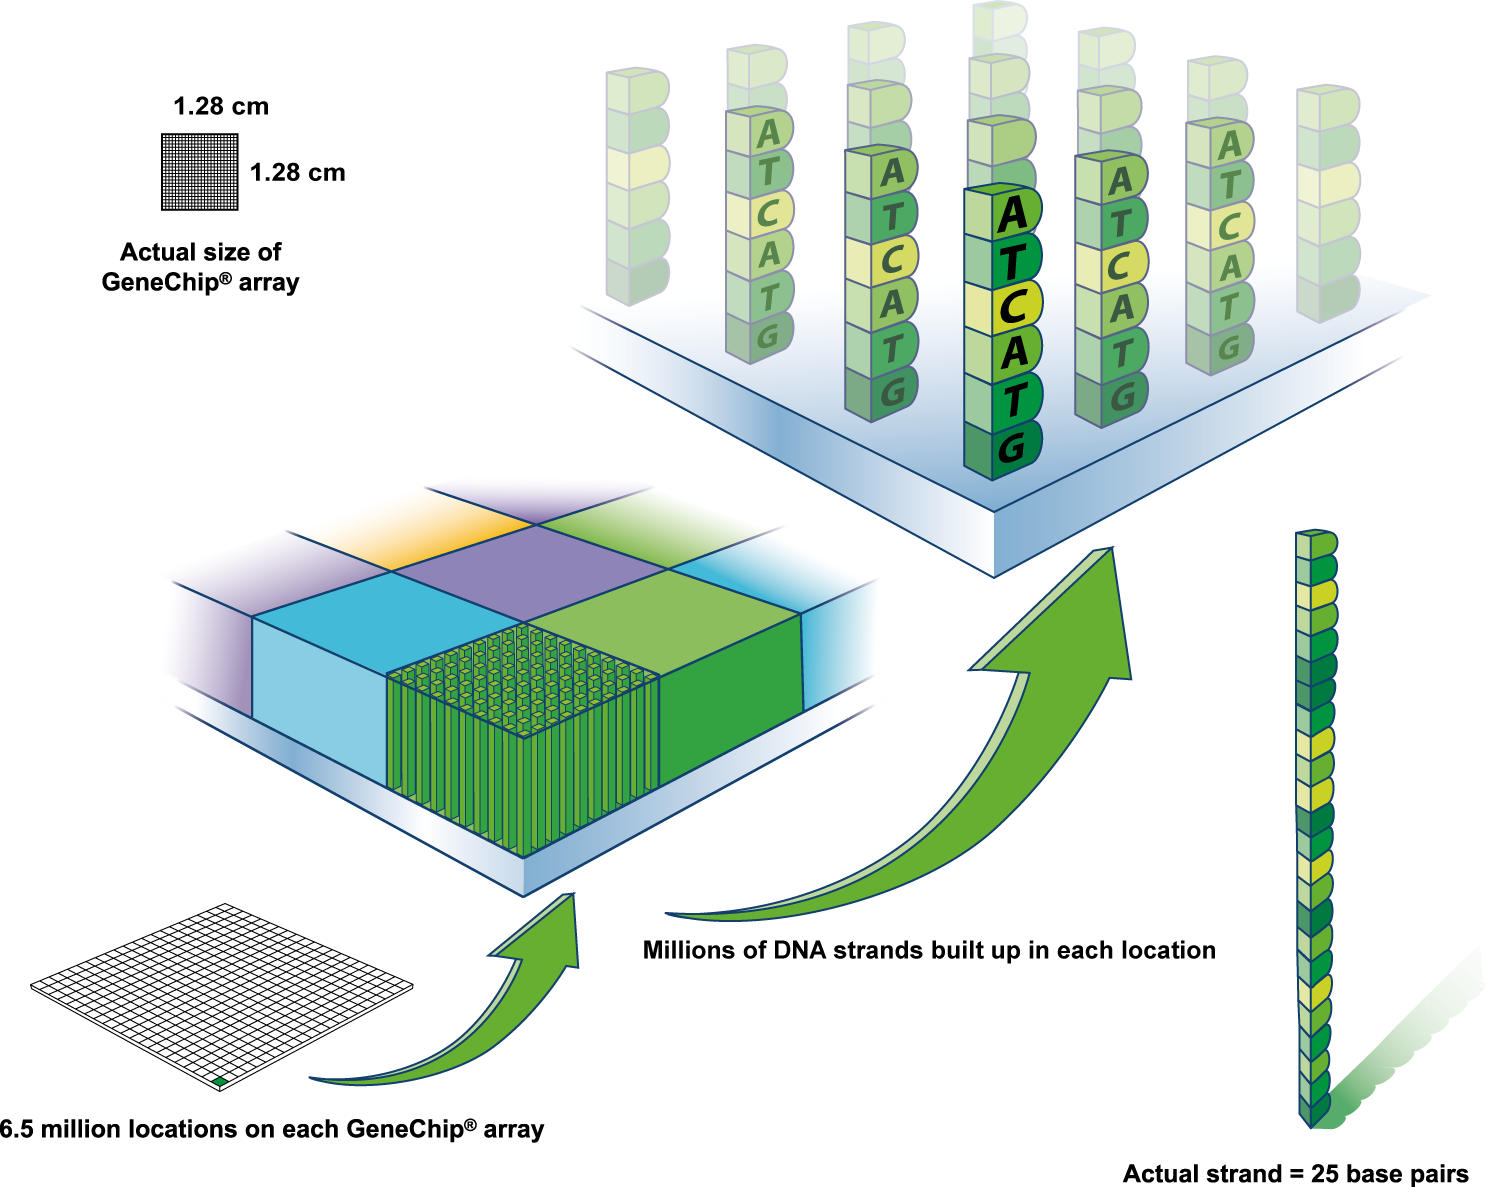 1.28 cm
1.28 cm
Actual size of
GeneChip® array
A
T
C
A
T
G
A
T
C
A
T
G
A
T
C
A
T
G
A
T
C
A
T
G
A
T
C
A
T
G
Millions of DNA strands built up in each location
6.5 million locations on each GeneChip® array
Actual strand = 25 base pairs